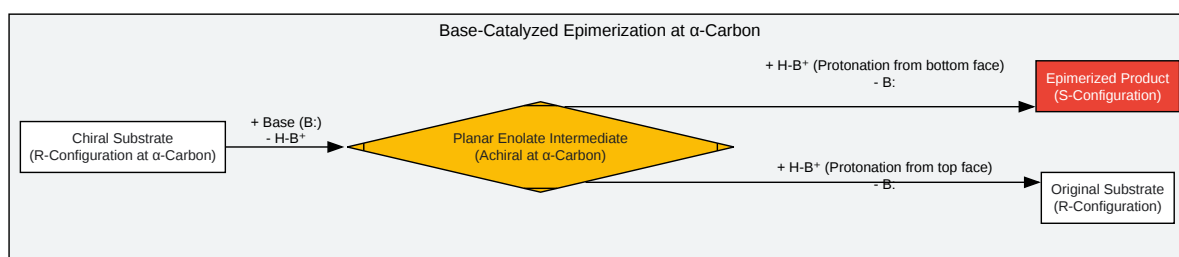 Base-Catalyzed Epimerization at α-Carbon
Chiral Substrate
(R-Configuration at α-Carbon)
+ Base (B:)
- H-B⁺
Planar Enolate Intermediate
(Achiral at α-Carbon)
+ H-B⁺ (Protonation from bottom face)
- B:
Epimerized Product
(S-Configuration)
+ H-B⁺ (Protonation from top face)
- B:
Original Substrate
(R-Configuration)